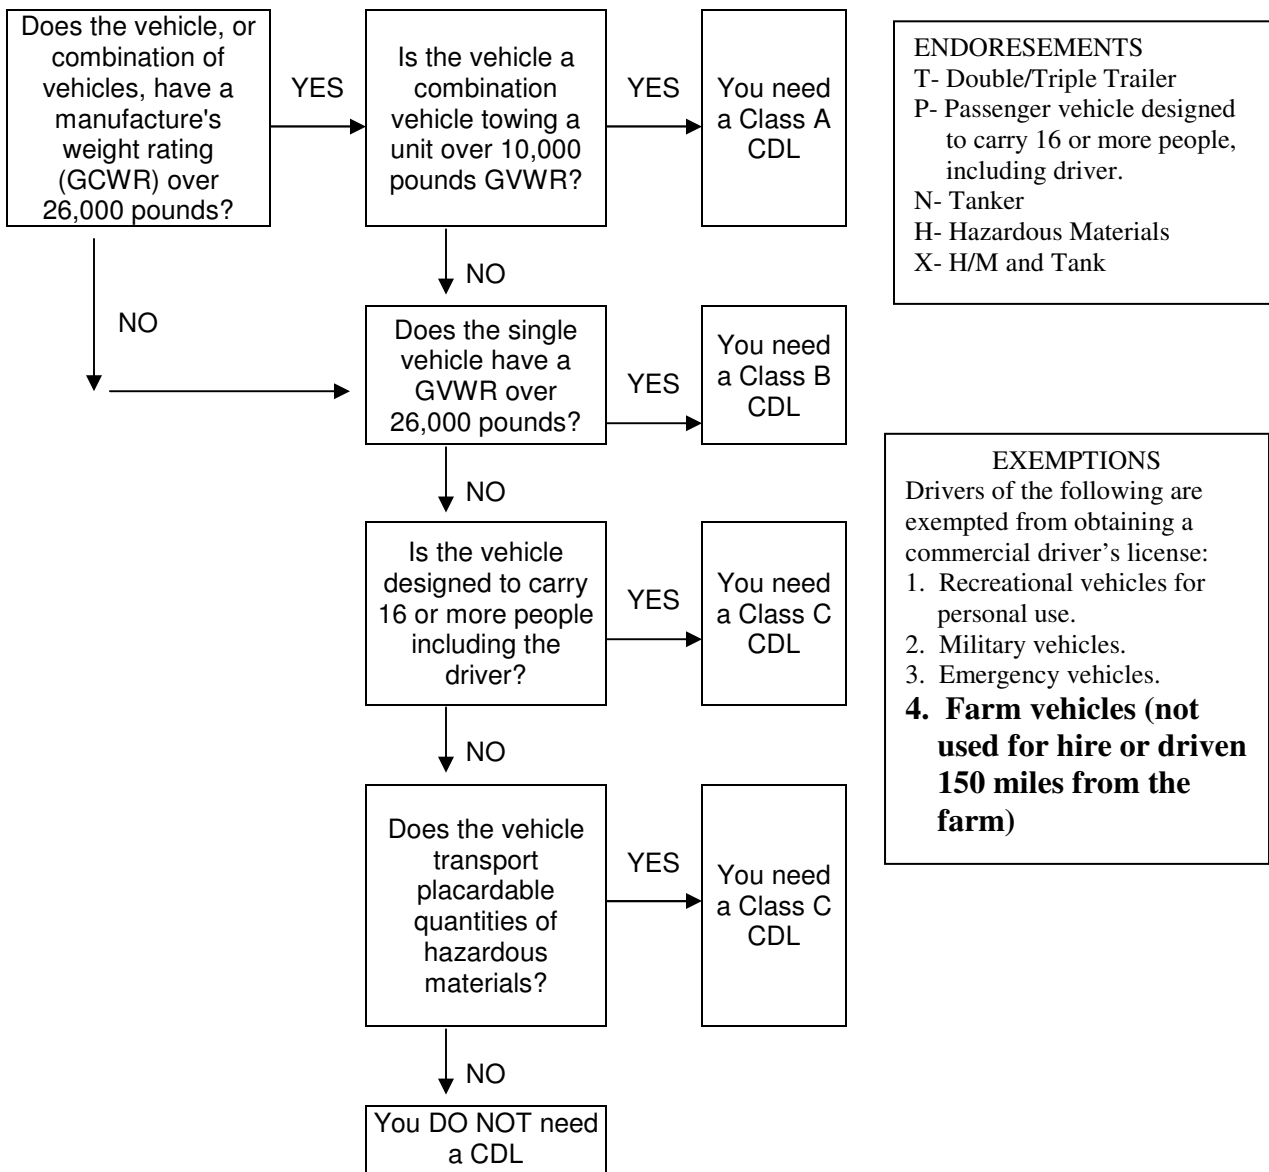 Does the vehicle, or
combination of
vehicles, have a
manufacture's
weight rating
(GCWR) over
26,000 pounds?
YES
Is the vehicle a
combination
vehicle towing a
unit over 10,000
pounds GVWR?
YES
You need
a Class A
CDL
NO
NO
Does the single
vehicle have a
GVWR over
26,000 pounds?
YES
You need
a Class B
CDL
NO
Is the vehicle
designed to carry
16 or more people
including the
driver?
YES
You need
a Class C
CDL
NO
Does the vehicle
transport
placardable
quantities of
hazardous
materials?
YES
You need
a Class C
CDL
NO
You DO NOT need
a CDL
ENDORESEMENTS
T- Double/Triple Trailer
P- Passenger vehicle designed
to carry 16 or more people,
including driver.
N- Tanker
H- Hazardous Materials
X- H/M and Tank
EXEMPTIONS
Drivers of the following are
exempted from obtaining a
commercial driver’s license:
1. Recreational vehicles for
personal use.
2. Military vehicles.
3. Emergency vehicles.
4. Farm vehicles (not
used for hire or driven
150 miles from the
farm)